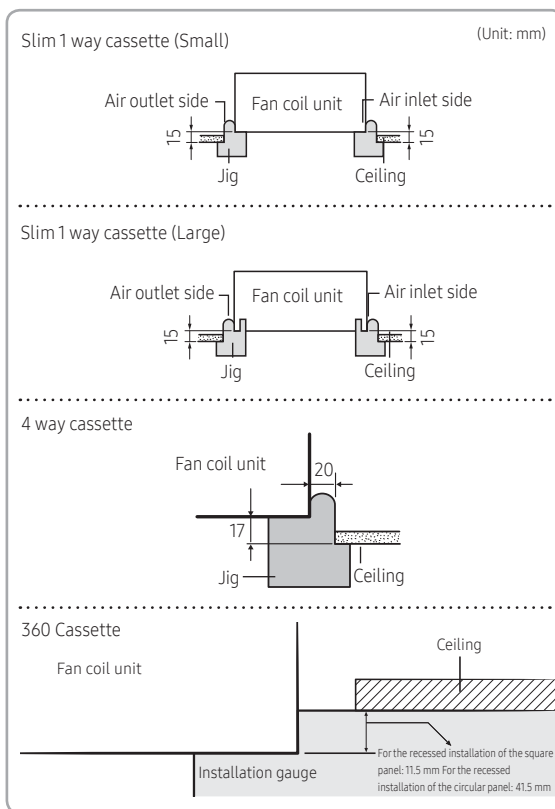 Slim 1 way cassette (Small)
(Unit: mm)
Air outlet side
Fan coil unit
Air inlet side
15
15
Jig
Ceiling
Slim 1 way cassette (Large)
Air outlet side
Fan coil unit
Air inlet side
15
15
Jig
Ceiling
4 way cassette
Fan coil unit
20
17
Jig
Ceiling
360 Cassette
Fan coil unit
Ceiling
Installation gauge
For the recessed installation of the square
panel: 11.5 mm For the recessed
installation of the circular panel: 41.5 mm